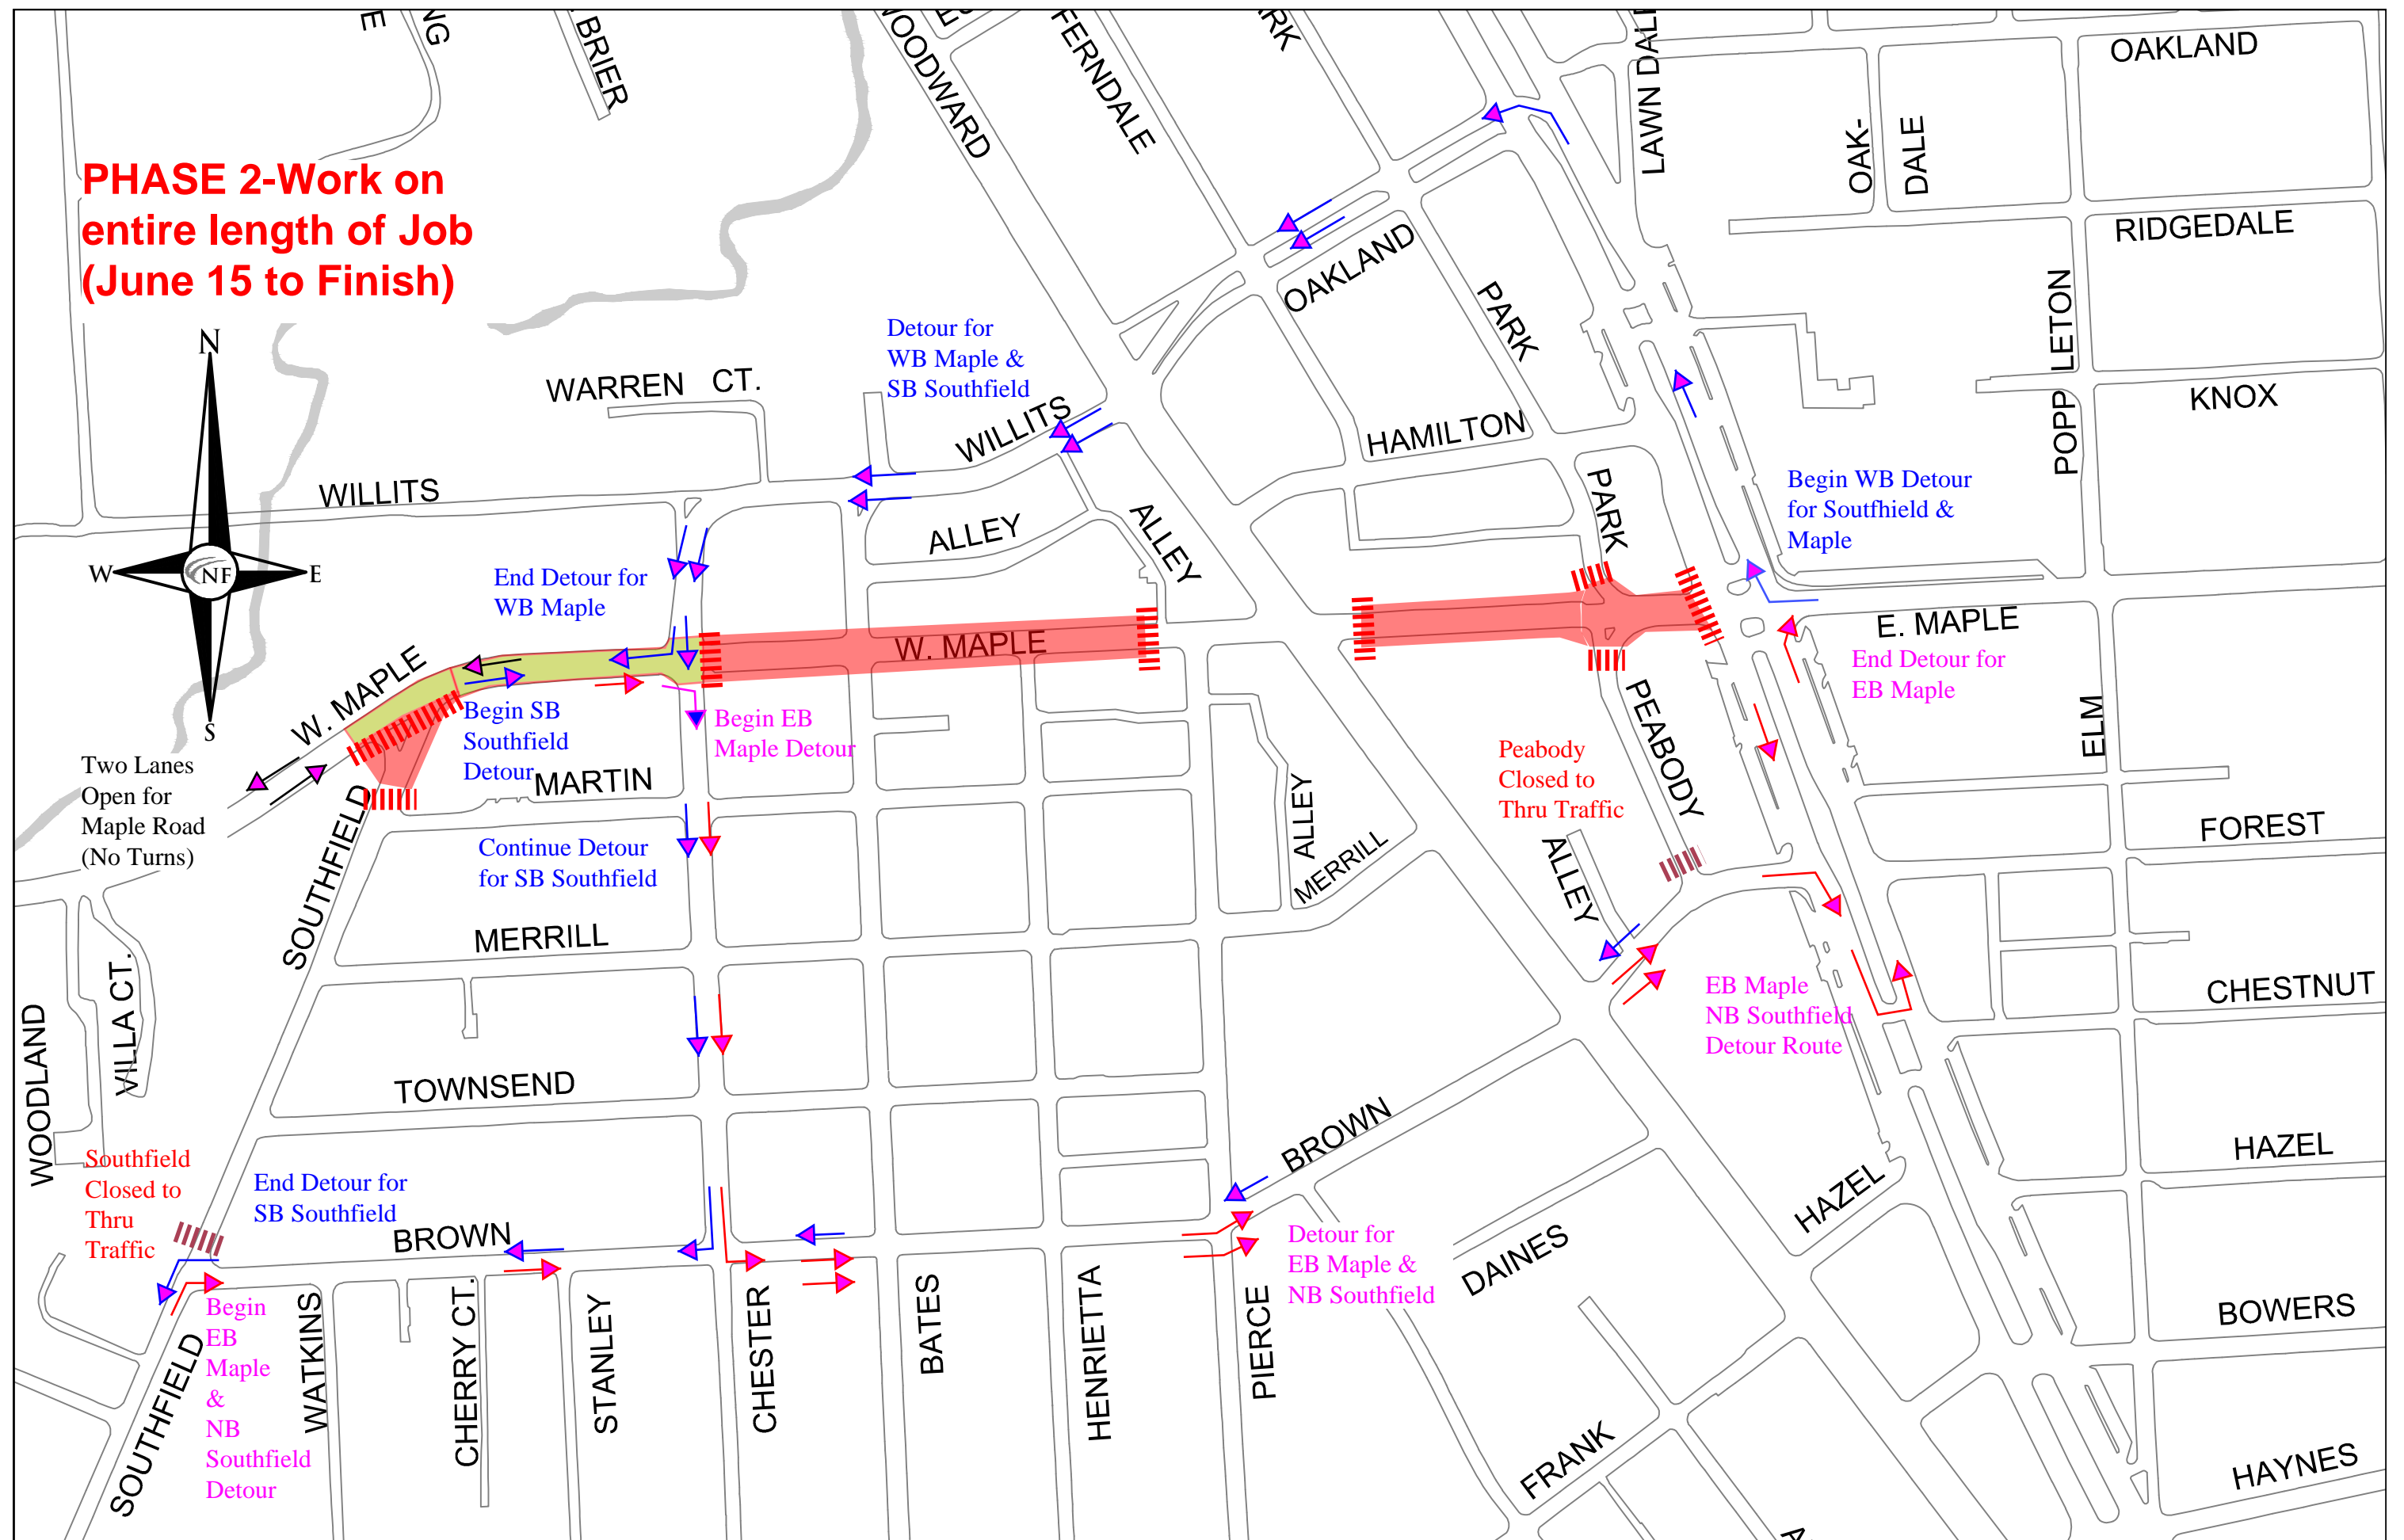 NG
E
BRIER
WOODWARD
FERNDALE
RK
LAWN DALE
OAK-
DALE
OAKLAND
PHASE 2-Work on
entire length of Job
(June 15 to Finish)
RIDGEDALE
OAKLAND
PARK
POPP LETON
KNOX
N
W
NF
E
S
WARREN CT.
Detour for
WB Maple &
SB Southfield
WILLITS
WILLITS
HAMILTON
PARK
Begin WB Detour
for Soutfhield &
Maple
ALLEY
ALLEY
End Detour for
WB Maple
W. MAPLE
W. MAPLE
E. MAPLE
End Detour for
EB Maple
ELM
Begin SB
Southfield
Detour
Begin EB
Maple Detour
PEABODY
Peabody
Closed to
Thru Traffic
Two Lanes
Open for
Maple Road
(No Turns)
MARTIN
SOUTHFIELD
Continue Detour
for SB Southfield
ALLEY
MERRILL
ALLEY
FOREST
MERRILL
WOODLAND
VILLA CT.
EB Maple
NB Southfield
Detour Route
CHESTNUT
TOWNSEND
BROWN
HAZEL
HAZEL
Southfield
Closed to
Thru
Traffic
End Detour for
SB Southfield
BROWN
Detour for
EB Maple &
NB Southfield
DAINES
BOWERS
Begin
EB
Maple
&
NB
Southfield
Detour
SOUTHFIELD
WATKINS
CHERRY CT.
STANLEY
CHESTER
BATES
HENRIETTA
PIERCE
FRANK
HAYNES